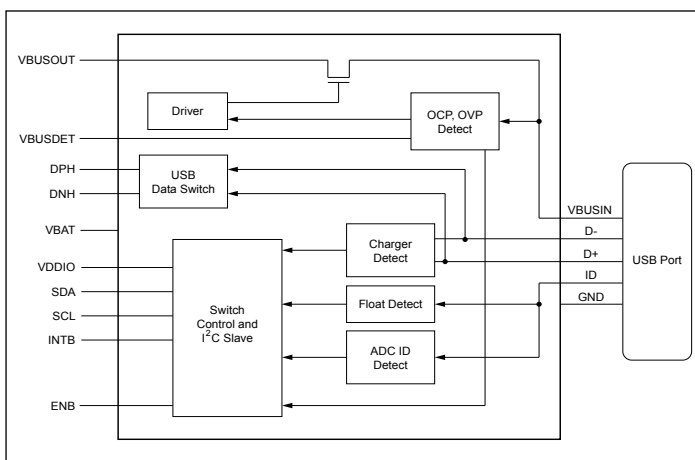 VBUSOUT
Driver
OCP, OVP
Detect
VBUSDET
DPH
DNH
USB
Data Switch
VBAT
VBUSIN
D-
D+
ID
GND
USB Port
VDDIO
SDA
SCL
INTB
ENB
Switch
Control and
I²C Slave
Charger
Detect
Float Detect
ADC ID
Detect